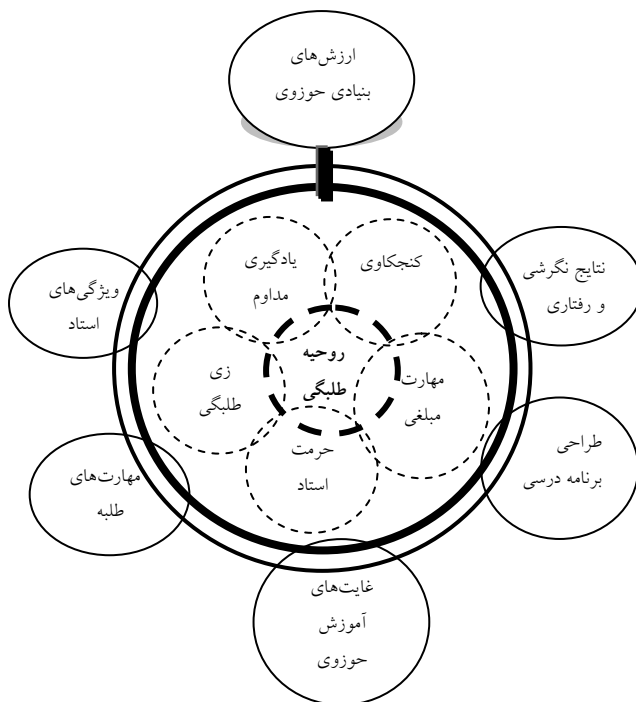 ارزش‌های
بنیادی حوزوی
کنجکاوی
یادگیری
مداوم
نتایج نگرشی
و رفتاری
ویژگی‌های
استاد
روحیه
طلبگی
زی
طلبگی
مهارت
مبلغی
حرمت
استاد
طراحی
برنامه درسی
مهارت‌های
طلبه
غایت‌های
آموزش
حوزوی